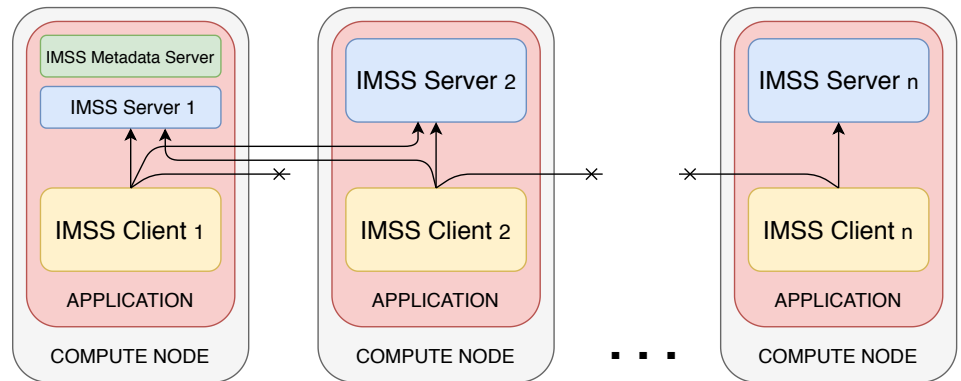 IMSS Metadata Server
IMSS Server 1
IMSS Client 1
APPLICATION
COMPUTE NODE
IMSS Server 2
IMSS Client 2
APPLICATION
COMPUTE NODE
. . .
IMSS Server n
IMSS Client n
APPLICATION
COMPUTE NODE